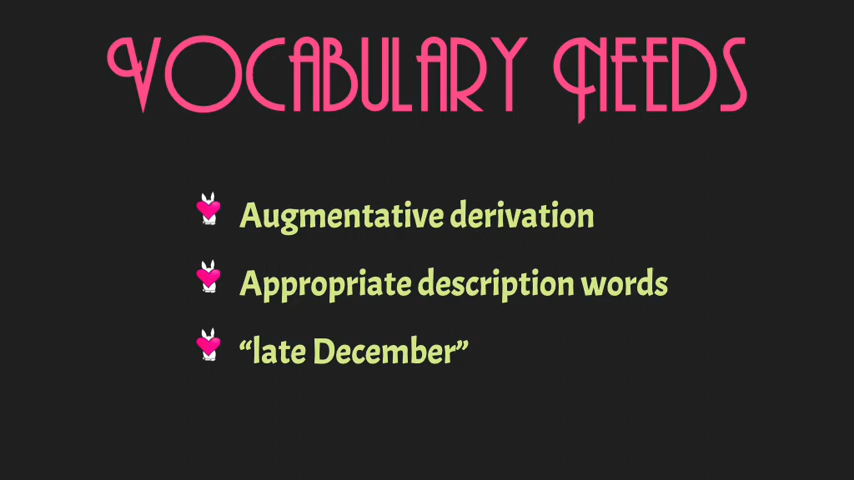 Vocabulary Needs
Augmentative derivation
Appropriate description words
“late December”